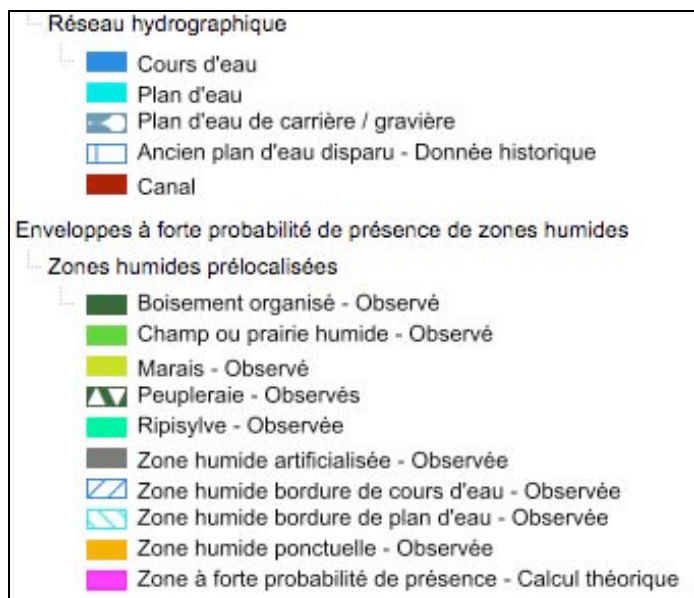 Réseau hydrographique
Cours d'eau
Plan d'eau
Plan d'eau de carrière / gravière
Ancien plan d'eau disparu - Donnée historique
Canal
Enveloppes à forte probabilité de présence de zones humides
Zones humides prélocalisées
Boisement organisé - Observé
Champ ou prairie humide - Observé
Marais - Observé
Peupleraie - Observés
Ripisylve - Observée
Zone humide artificialisée - Observée
Zone humide bordure de cours d'eau - Observée
Zone humide bordure de plan d'eau - Observée
Zone humide ponctuelle - Observée
Zone à forte probabilité de présence - Calcul théorique